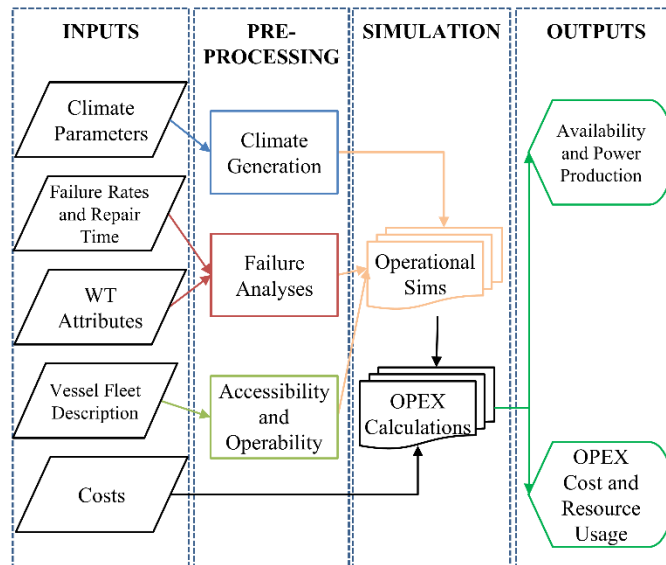 INPUTS
Climate
Parameters
Failure Rates
and Repair
Time
WT
Attributes
Vessel Fleet
Description
Costs
PRE-
PROCESSING
Climate
Generation
Failure
Analyses
Accessibility
and
Operability
SIMULATION
Operational
Sims
OPEX
Calculations
OUTPUTS
Availability
and Power
Production
OPEX
Cost and
Resource
Usage